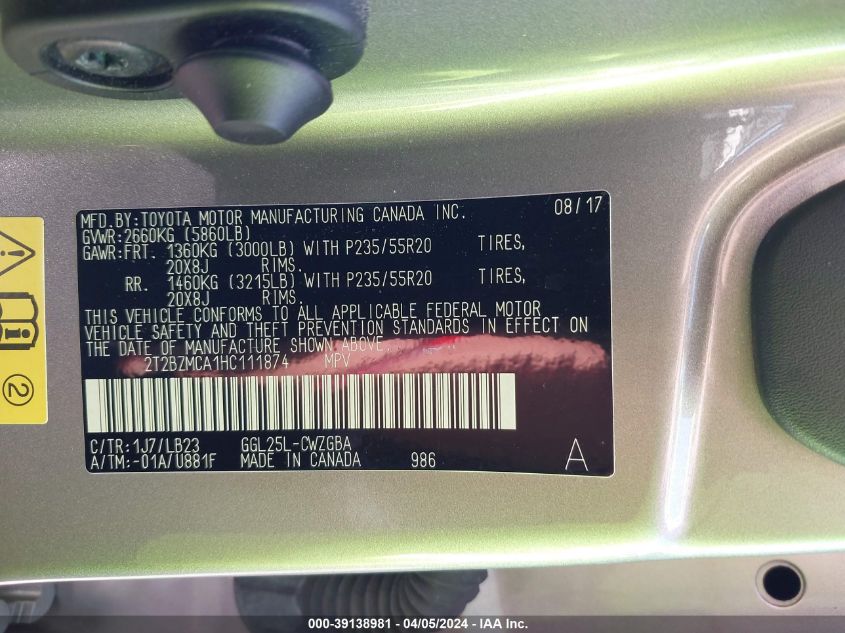 MFD.BY:TOYOTA MOTOR MANUFACTURING CANADA INC. 08/17
GVWR:2660KG (5860LB)
GAWR:FRT. 1360KG (3000LB) WITH P235/55R20 TIRES,
20X8J RIMS.
RR. 1460KG (3215LB) WITH P235/55R20 TIRES,
20X8J RIMS.
THIS VEHICLE CONFORMS TO ALL APPLICABLE FEDERAL MOTOR
VEHICLE SAFETY AND THEFT PREVENTION STANDARDS IN EFFECT ON
THE DATE OF MANUFACTURE SHOWN ABOVE.
2T2BZMCA1HC111874 MPV
C/TR:1J7/LB23 GGL25L-CWZGBA
A/TM:-01A/U881F MADE IN CANADA 986 A
2
000-39138981 - 04/05/2024 - IAA Inc.